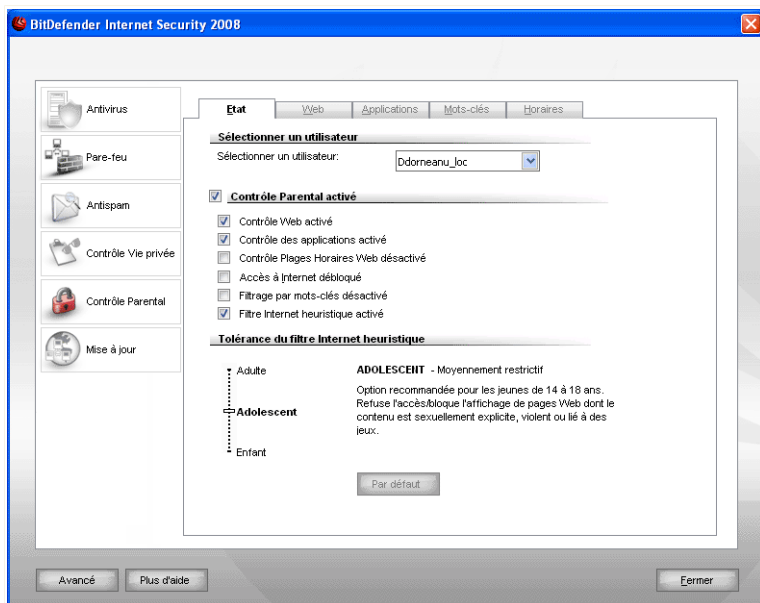 BitDefender Internet Security 2008
Antivirus
Pare-feu
Antispam
Contrôle Vie privée
Contrôle Parental
Mise à jour
Etat
Web
Applications
Mots-clés
Horaires
Sélectionner un utilisateur
Sélectionner un utilisateur:
Ddorneanu_loc
Contrôle Parental activé
Contrôle Web activé
Contrôle des applications activé
Contrôle Plages Horaires Web désactivé
Accès à Internet débloqué
Filtrage par mots-clés désactivé
Filtre Internet heuristique activé
Tolérance du filtre Internet heuristique
Adulte
Adolescent
Enfant
ADOLESCENT - Moyennement restrictif
Option recommandée pour les jeunes de 14 à 18 ans.
Refuse l'accès/bloque l'affichage de pages Web dont le
contenu est sexuellement explicite, violent ou lié à des
jeux.
Par défaut
Avancé
Plus d'aide
Fermer